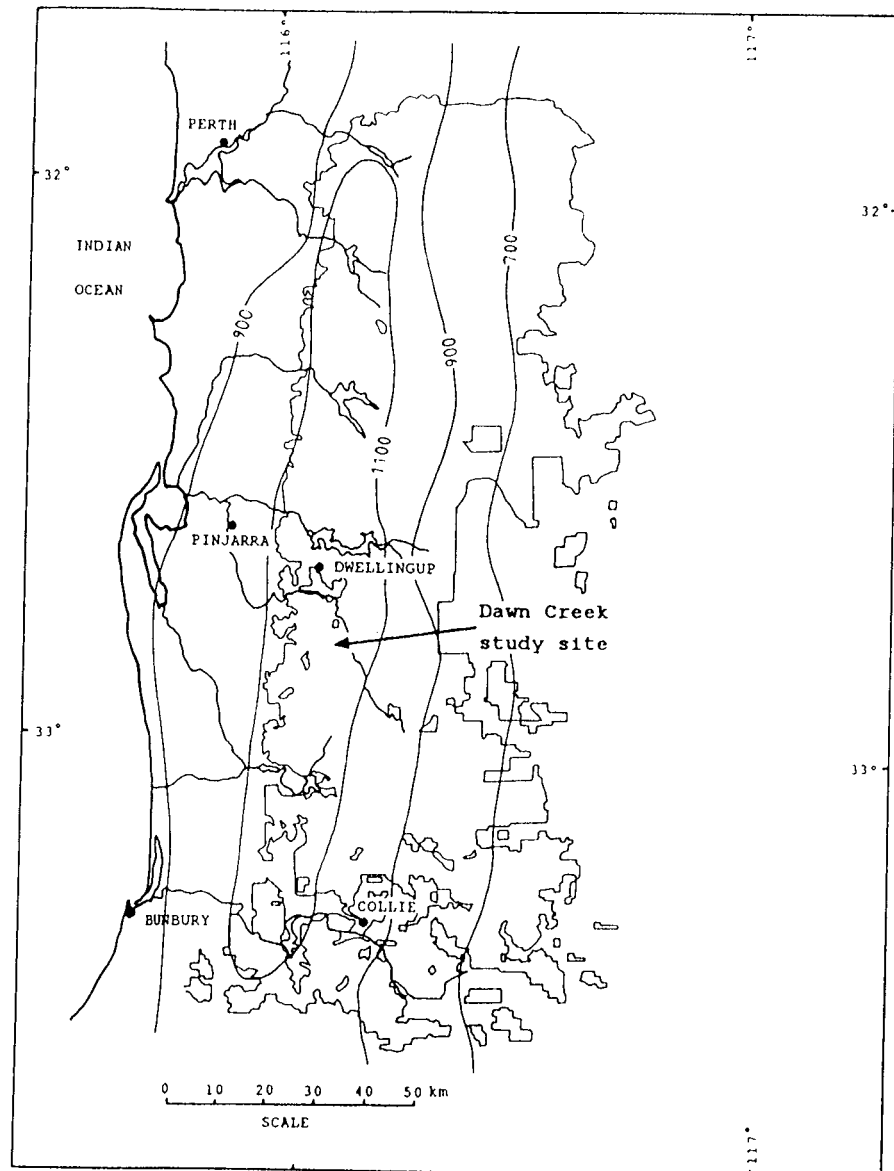 116°
117°
PERTH
32°
32°
INDIAN
OCEAN
900
700
900
1100
PINJARRA
DWELLINGUP
Dawn Creek
study site
33°
33°
COLLIE
BUNBURY
0 10 20 30 40 50 km
SCALE
116°
117°